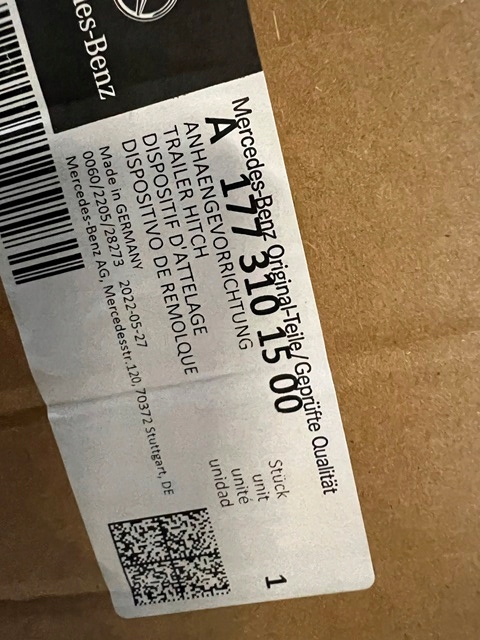 des-Benz
Mercedes-Benz Original-Teile/Geprüfte Qualität
A 177 310 15 00
ANHAENGEVORRICHTUNG
TRAILER HITCH
DISPOSITIF D'ATTELAGE
DISPOSITIVO DE REMOLQUE
Stück
unit
unité
unidad
1
Made in GERMANY
0060/2205/28273 2022-05-27
Mercedes-Benz AG, Mercedesstr.120, 70372 Stuttgart, DE